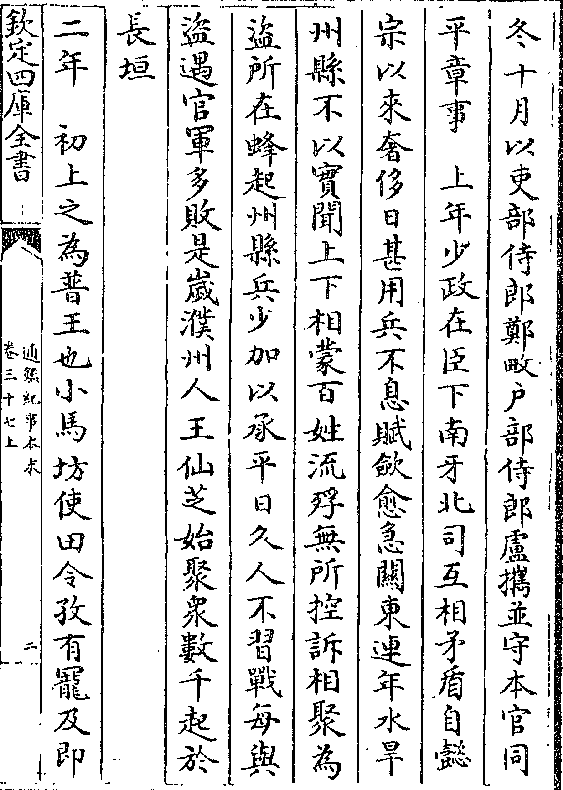 冬十月以吏部侍郎鄭畋户部侍郎盧攜並守本官同
平章事　上年少政在臣下南牙北司互相矛盾自懿
宗以來奢侈日甚用兵不息賦斂愈急關東連年水旱
州縣不以實聞上下相蒙百姓流殍無所控訴相聚為
盜所在蜂起州縣兵少加以承平日久人不習戰每與
盜遇官軍多敗是嵗濮州人王仙芝始聚衆數千起於
長垣
二年　初上之為普王也小馬坊使田令孜有寵及即
欽定四庫全書
通鑑紀事本末
卷三十七上
二